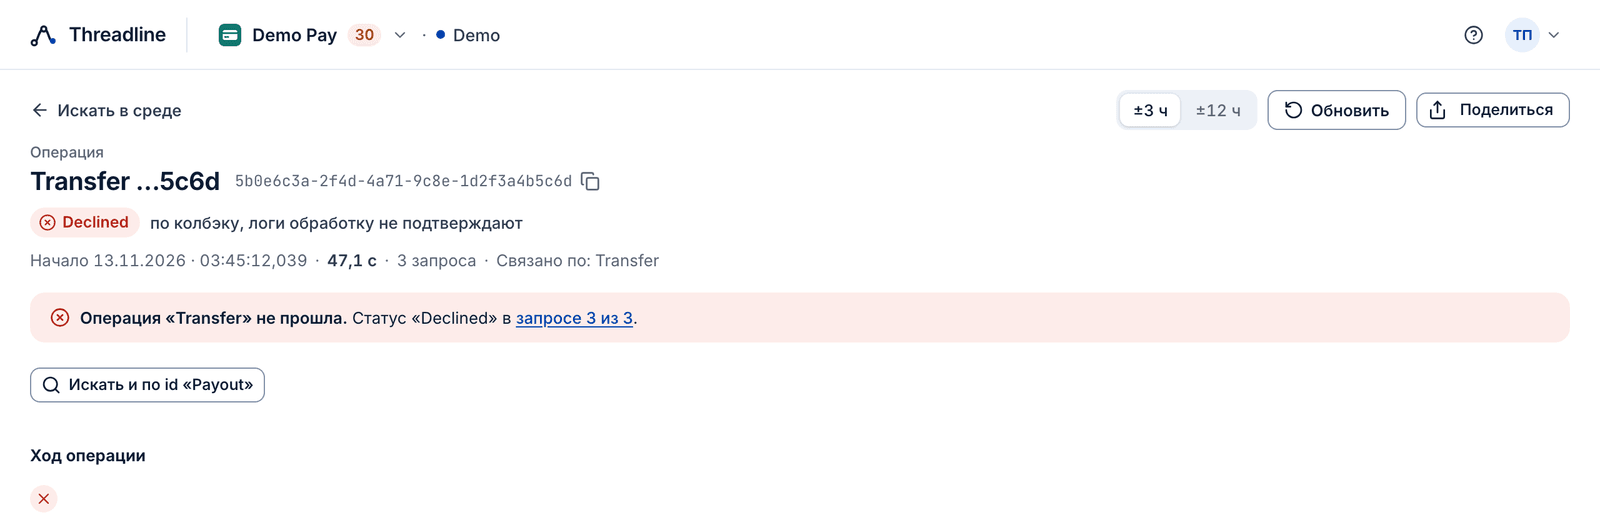 Threadline
Demo Pay 30 · Demo
ТП
Искать в среде
±3 ч ±12 ч Обновить Поделиться
Операция
Transfer ...5c6d 5b0e6c3a-2f4d-4a71-9c8e-1d2f3a4b5c6d
Declined по колбэку, логи обработку не подтверждают
Начало 13.11.2026 · 03:45:12,039 · 47,1 с · 3 запроса · Связано по: Transfer
Операция «Transfer» не прошла. Статус «Declined» в запросе 3 из 3.
Искать и по id «Payout»
Ход операции